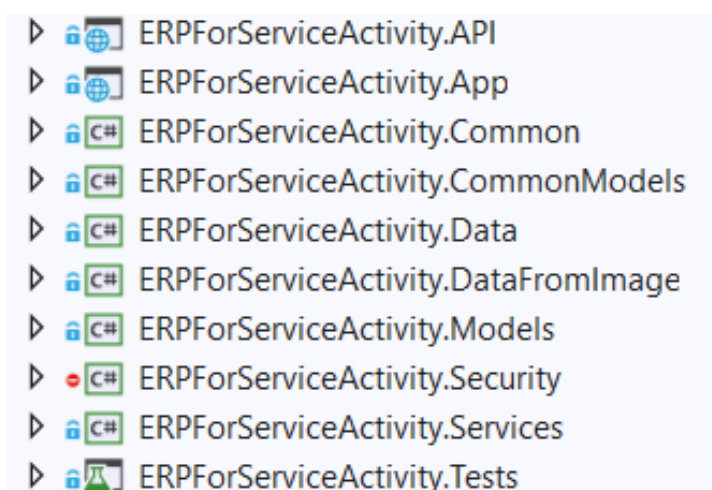 ERPForServiceActivity.API
ERPForServiceActivity.App
C# ERPForServiceActivity.Common
C# ERPForServiceActivity.CommonModels
C# ERPForServiceActivity.Data
C# ERPForServiceActivity.DataFromImage
C# ERPForServiceActivity.Models
C# ERPForServiceActivity.Security
C# ERPForServiceActivity.Services
ERPForServiceActivity.Tests